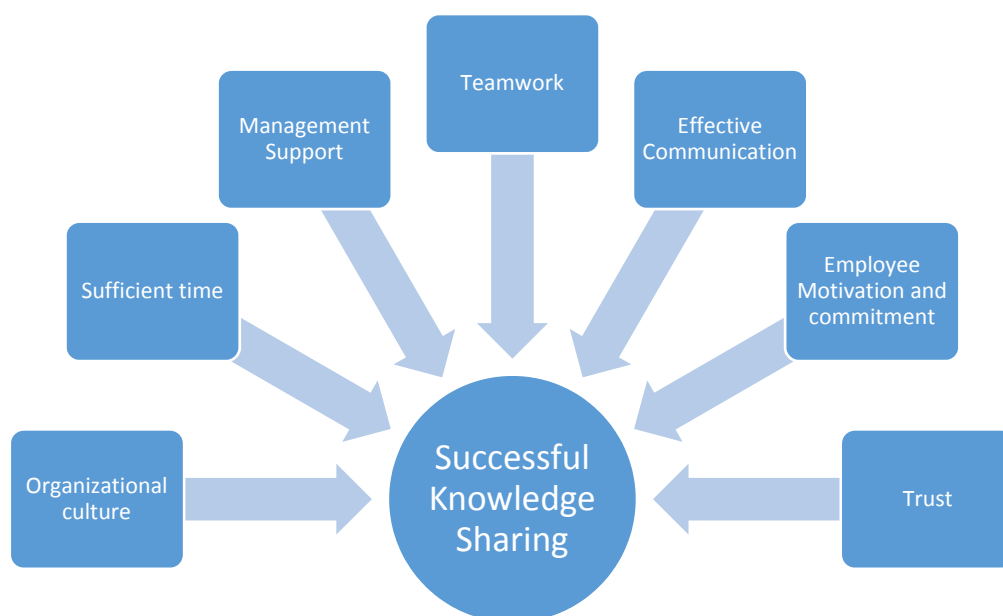 Teamwork
Management
Support
Effective
Communication
Sufficient time
Employee
Motivation and
commitment
Organizational
culture
Successful
Knowledge
Sharing
Trust